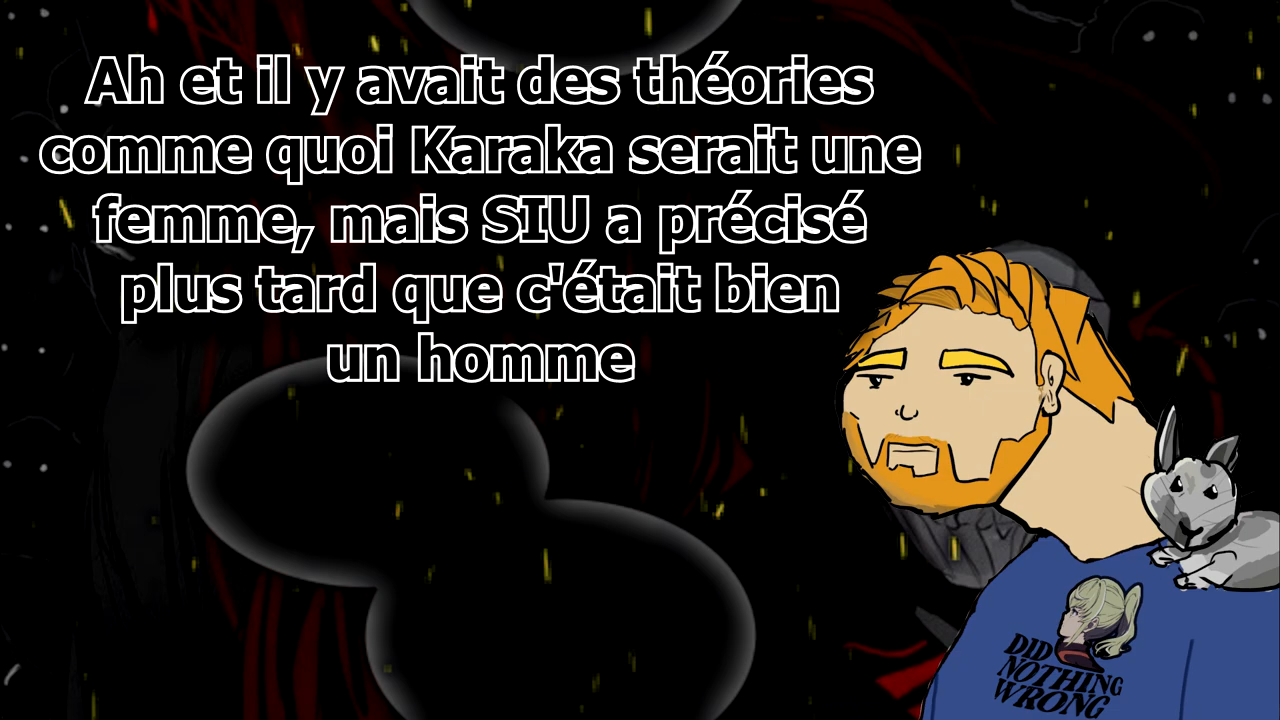 Ah et il y avait des théories
comme quoi Karaka serait une
femme, mais SIU a précisé
plus tard que c'était bien
un homme
DID
NOTHING
WRONG